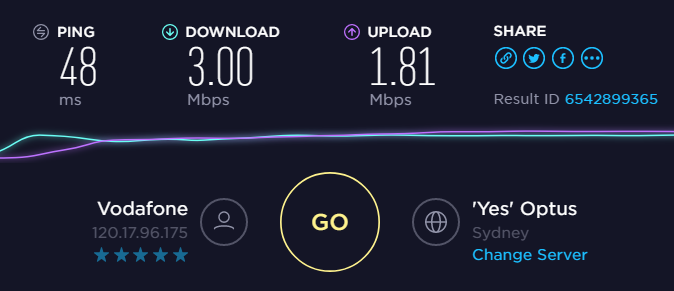 PING
48
ms
DOWNLOAD
3.00
Mbps
UPLOAD
1.81
Mbps
SHARE
Result ID 6542899365
Vodafone
120.17.96.175
GO
'Yes' Optus
Sydney
Change Server